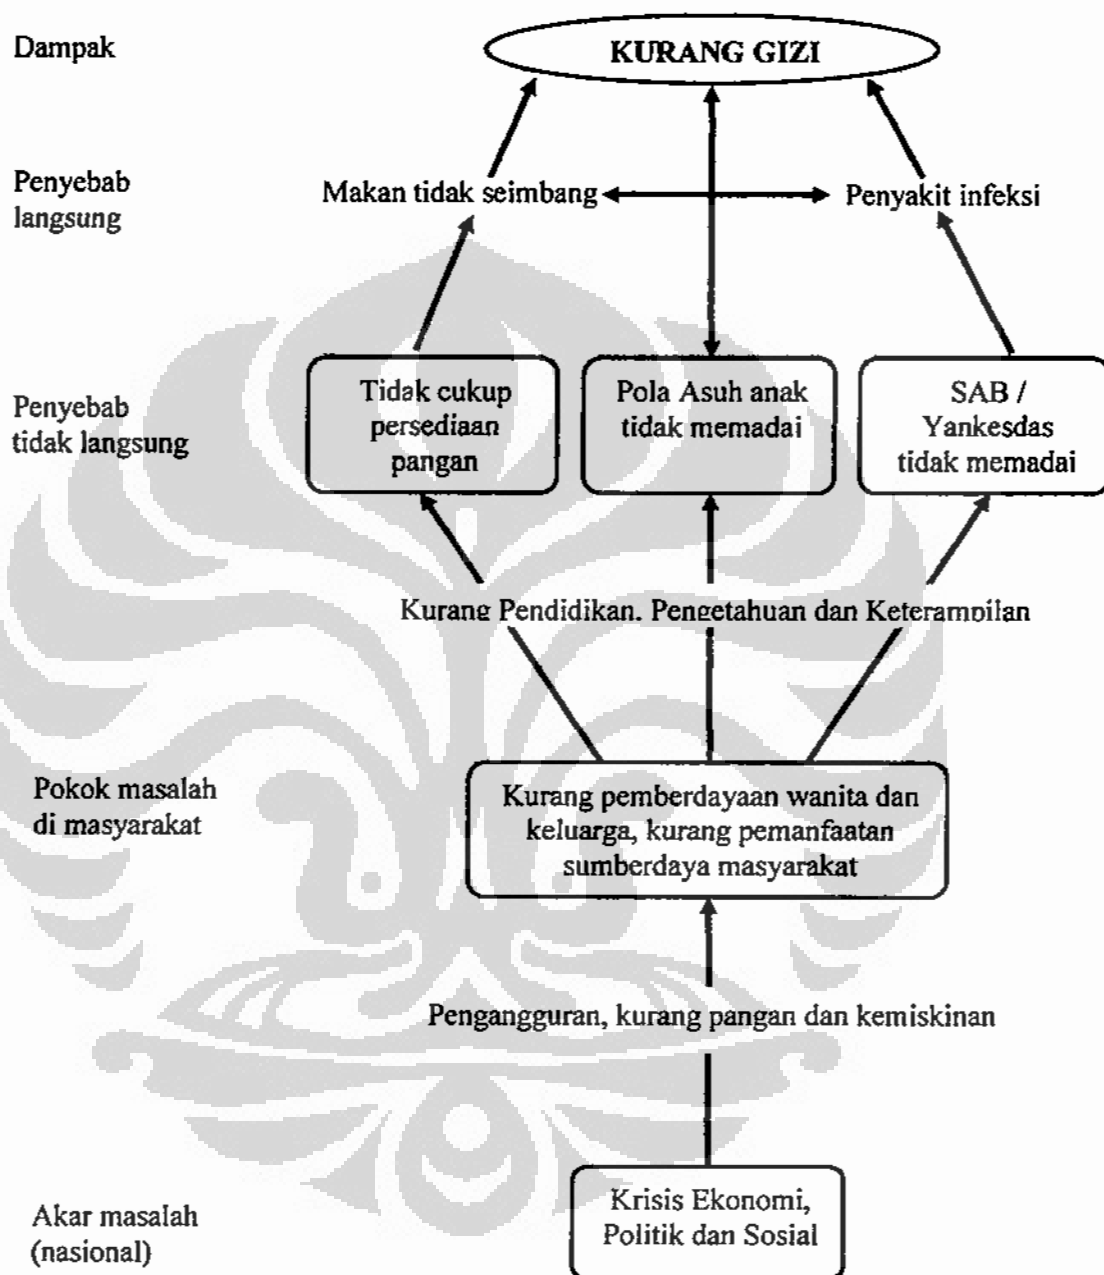 Dampak
KURANG GIZI
Penyebab
langsung
Makan tidak seimbang
Penyakit infeksi
Penyebab
tidak langsung
Tidak cukup
persediaan
pangan
Pola Asuh anak
tidak memadai
SAB /
Yankesdas
tidak memadai
Kurang Pendidikan. Pengetahuan dan Keterampilan
Pokok masalah
di masyarakat
Kurang pemberdayaan wanita dan
keluarga, kurang pemanfaatan
sumberdaya masyarakat
Pengangguran, kurang pangan dan kemiskinan
Akar masalah
(nasional)
Krisis Ekonomi,
Politik dan Sosial